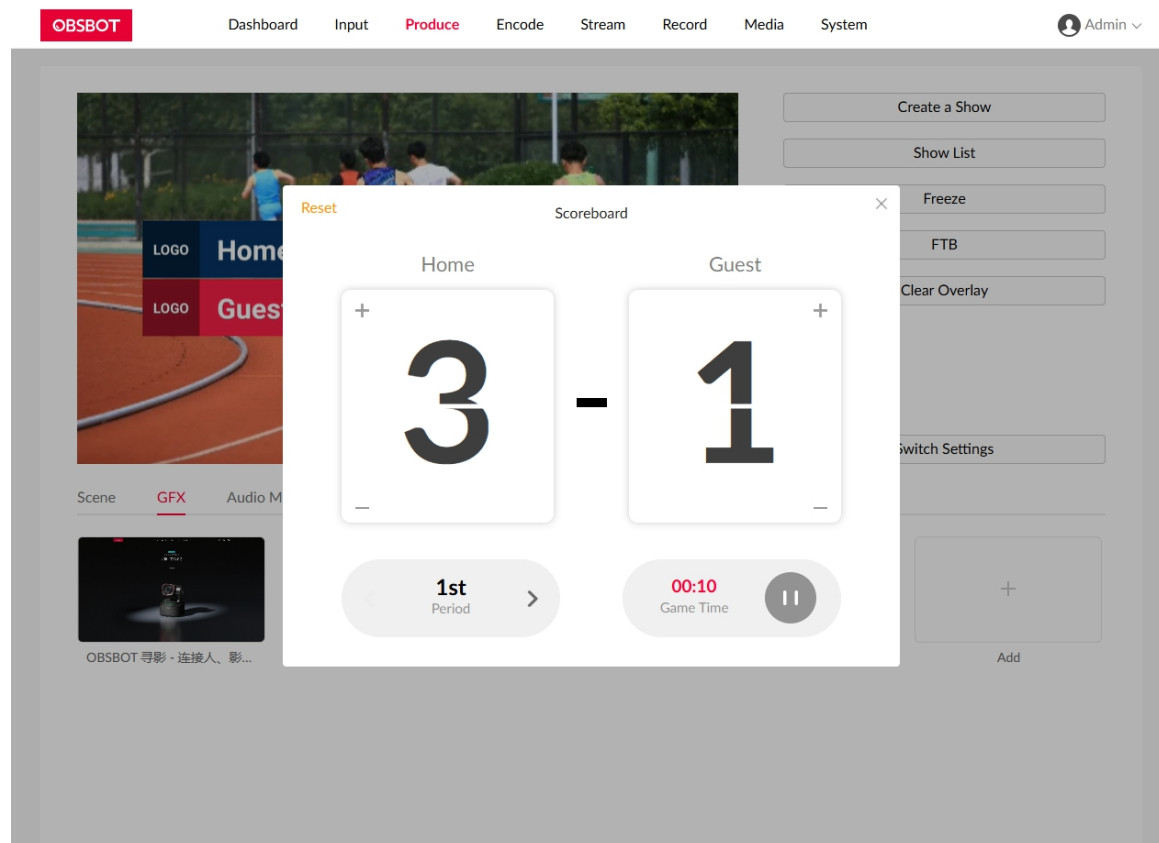 OBSBOT
Dashboard Input Produce Encode Stream Record Media System Admin
Create a Show
Show List
Freeze
FTB
Clear Overlay
Switch Settings
LOGO Home
LOGO Gues
Reset
Scoreboard
Home Guest
+ +
3 - 1
— —
1st
Period
00:10
Game Time
Scene GFX Audio M
OBSBOT 寻影 - 连接人、影...
+
Add